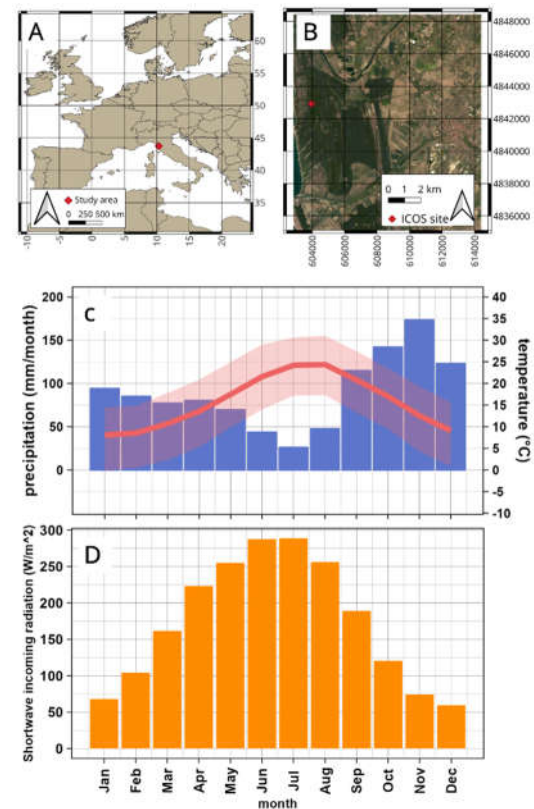 A
60
55
50
45
40
35
Study area
0 250 500 km
-10
-5
0
5
10
15
20
B
4848000
4846000
4844000
4842000
4840000
4838000
4836000
0 1 2 km
ICOS site
604000
606000
608000
610000
612000
614000
C
precipitation (mm/month)
200
150
100
50
0
40
35
30
25
20
15
10
5
0
-5
-10
temperature (°C)
D
Shortwave incoming radiation (W/m^2)
300
250
200
150
100
50
0
Jan
Feb
Mar
Apr
May
Jun
Jul
Aug
Sep
Oct
Nov
Dec
month